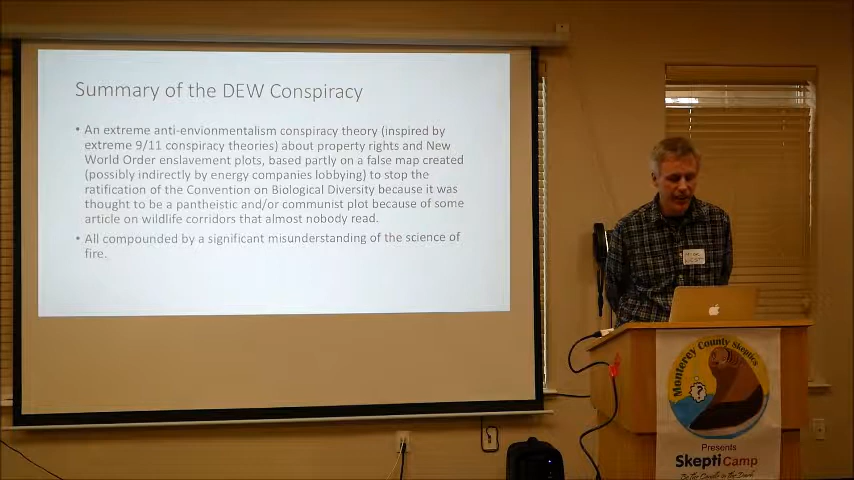 Summary of the DEW Conspiracy
• An extreme anti-envionmentalism conspiracy theory (inspired by
extreme 9/11 conspiracy theories) about property rights and New
World Order enslavement plots, based partly on a false map created
(possibly indirectly by energy companies lobbying) to stop the
ratification of the Convention on Biological Diversity because it was
thought to be a pantheistic and/or communist plot because of some
article on wildlife corridors that almost nobody read.
• All compounded by a significant misunderstanding of the science of
fire.
Monterey County Skeptics
?
Presents
SkeptiCamp